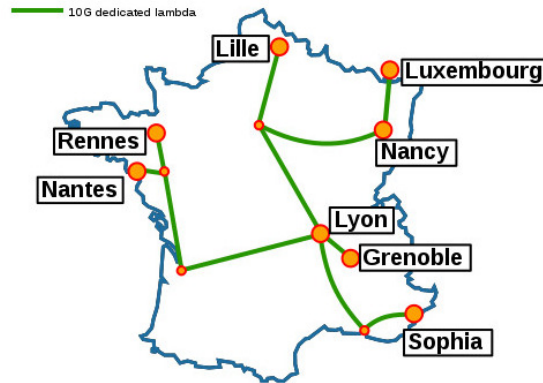 10G dedicated lambda
Lille
Luxembourg
Rennes
Nancy
Nantes
Lyon
Grenoble
Sophia